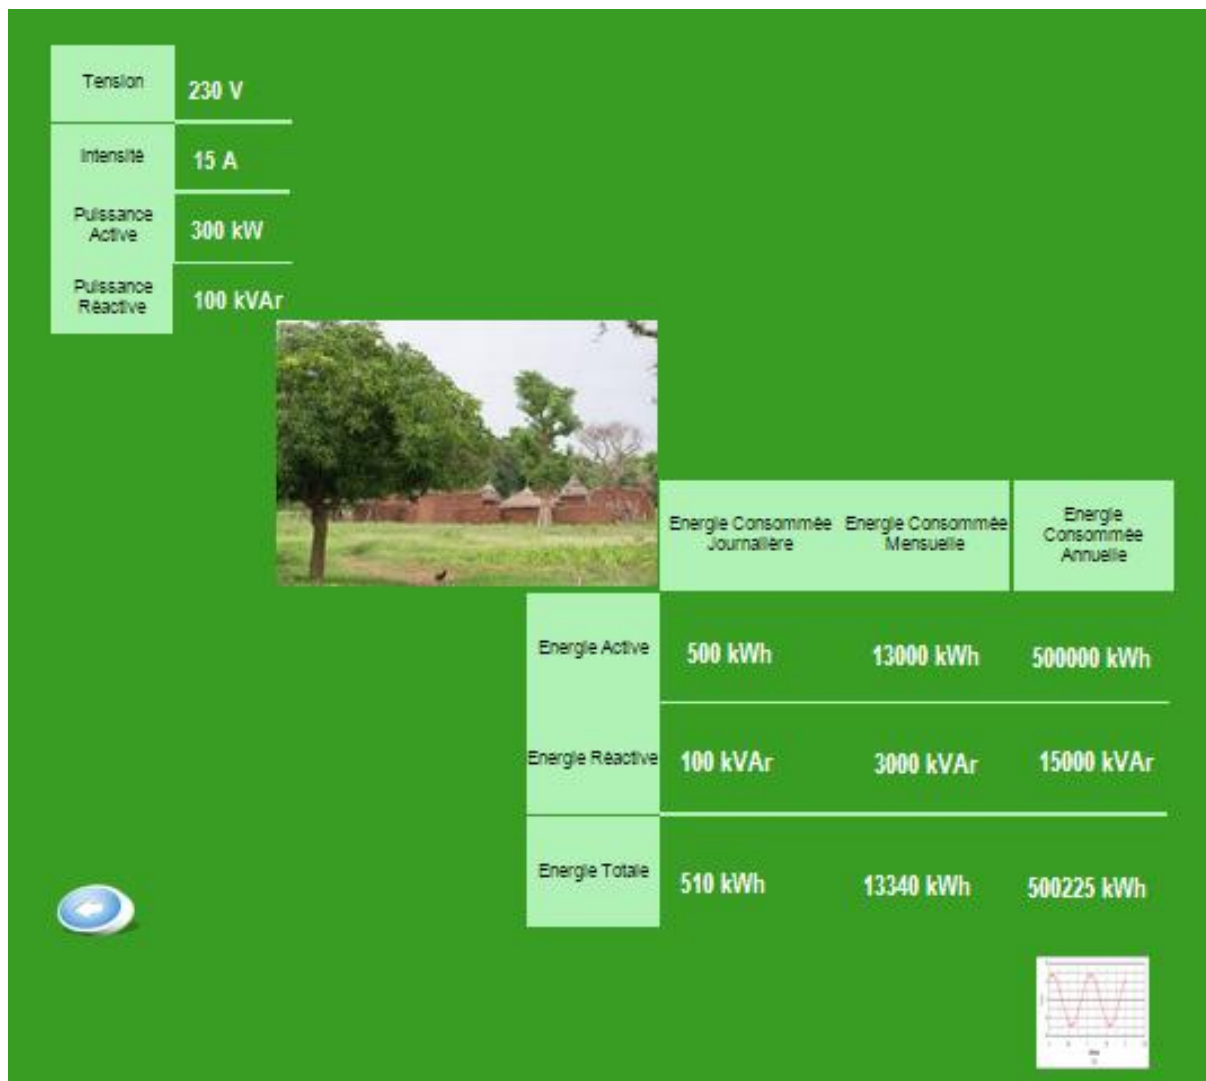 Tension
230 V
Intensité
15 A
Puissance
Active
300 kW
Puissance
Réactive
100 kVAr
Energie Consommée
Journalière
Energie Consommée
Mensuelle
Energie
Consommée
Annuelle
Energie Active
500 kWh
13000 kWh
500000 kWh
Energie Réactive
100 kVAr
3000 kVAr
15000 kVAr
Energie Totale
510 kWh
13340 kWh
500225 kWh